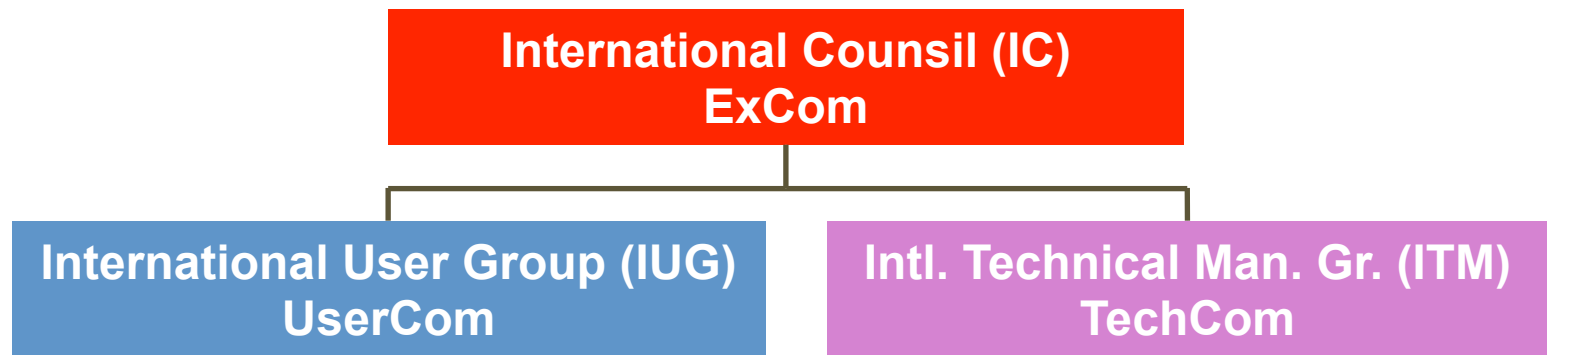 International Counsil (IC)
ExCom
International User Group (IUG)
UserCom
Intl. Technical Man. Gr. (ITM)
TechCom